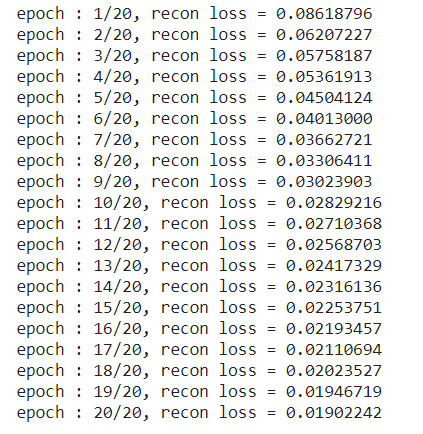 epoch : 1/20, recon loss = 0.08618796
epoch : 2/20, recon loss = 0.06207227
epoch : 3/20, recon loss = 0.05758187
epoch : 4/20, recon loss = 0.05361913
epoch : 5/20, recon loss = 0.04504124
epoch : 6/20, recon loss = 0.04013000
epoch : 7/20, recon loss = 0.03662721
epoch : 8/20, recon loss = 0.03306411
epoch : 9/20, recon loss = 0.03023903
epoch : 10/20, recon loss = 0.02829216
epoch : 11/20, recon loss = 0.02710368
epoch : 12/20, recon loss = 0.02568703
epoch : 13/20, recon loss = 0.02417329
epoch : 14/20, recon loss = 0.02316136
epoch : 15/20, recon loss = 0.02253751
epoch : 16/20, recon loss = 0.02193457
epoch : 17/20, recon loss = 0.02110694
epoch : 18/20, recon loss = 0.02023527
epoch : 19/20, recon loss = 0.01946719
epoch : 20/20, recon loss = 0.01902242